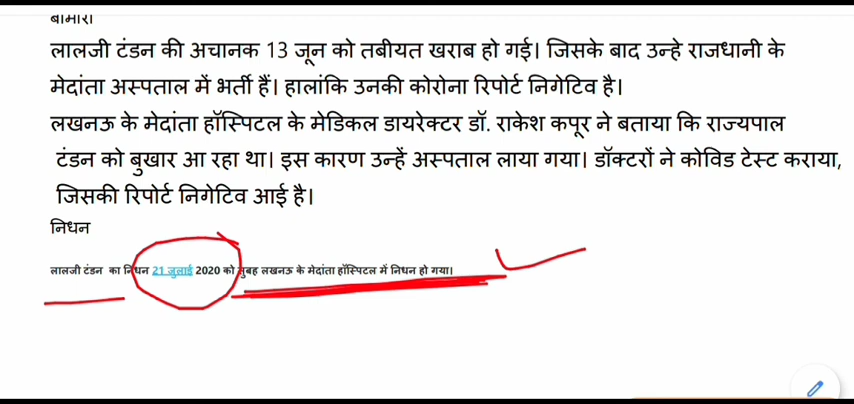 बीमारी
लालजी टंडन की अचानक 13 जून को तबीयत खराब हो गई। जिसके बाद उन्हे राजधानी के
मेदांता अस्पताल में भर्ती हैं। हालांकि उनकी कोरोना रिपोर्ट निगेटिव है।
लखनऊ के मेदांता हॉस्पिटल के मेडिकल डायरेक्टर डॉ. राकेश कपूर ने बताया कि राज्यपाल
टंडन को बुखार आ रहा था। इस कारण उन्हें अस्पताल लाया गया। डॉक्टरों ने कोविड टेस्ट कराया,
जिसकी रिपोर्ट निगेटिव आई है।
निधन
लालजी टंडन का निधन 21 जुलाई 2020 को सुबह लखनऊ के मेदांता हॉस्पिटल में निधन हो गया।